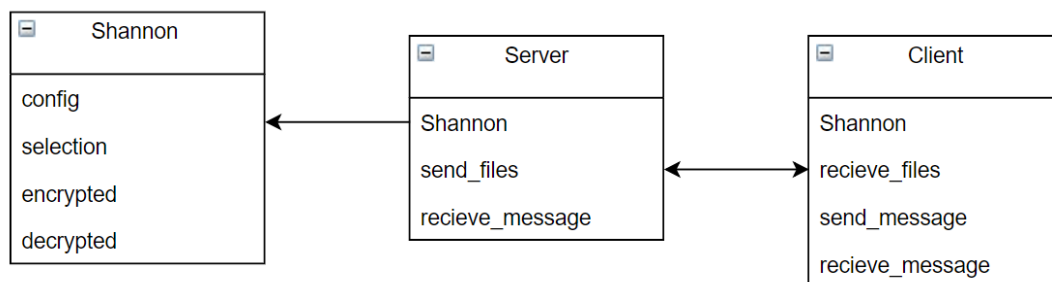 Shannon
config
selection
encrypted
decrypted
Server
Shannon
send_files
recieve_message
Client
Shannon
recieve_files
send_message
recieve_message